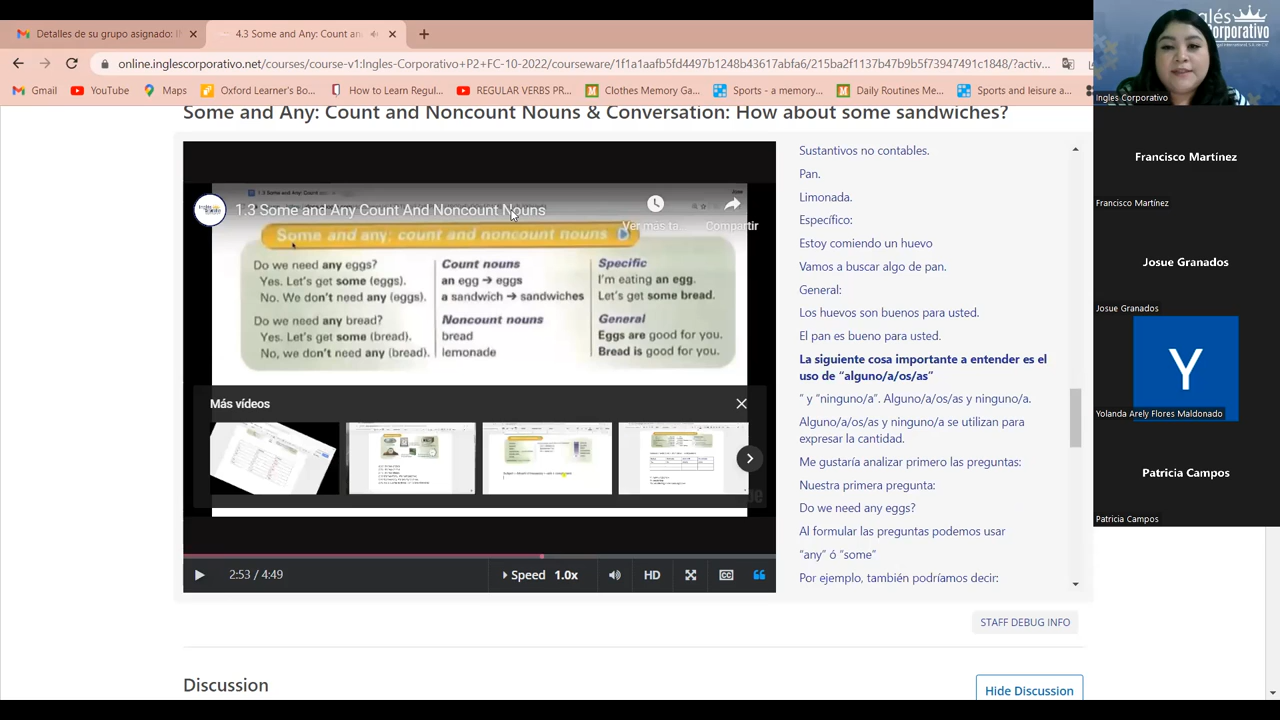 Detalles de su grupo asignado: IN
4.3 Some and Any: Count and
online.inglescorporativo.net/courses/course-v1:Ingles-Corporativo+P2+FC-10-2022/courseware/1f1a1aafb5fd4497b1248b43617abfa6/215ba2f1137b47b9b5f73947491c1848/?activ...
Gmail
YouTube
Maps
Oxford Learner's Bo...
How to Learn Regul...
REGULAR VERBS PR...
Clothes Memory Ga...
Sports - a memory...
Daily Routines Me...
Sports and leisure a...
Some and Any: Count and Noncount Nouns & Conversation: How about some sandwiches?
1.3 Some and Any Count And Noncount Nouns
Ver más ta...
Compartir
Some and any; count and noncount nouns
Do we need any eggs?
Yes. Let's get some (eggs).
No. We don't need any (eggs).
Do we need any bread?
Yes. Let's get some (bread).
No, we don't need any (bread).
Count nouns
an egg → eggs
a sandwich → sandwiches
Noncount nouns
bread
lemonade
Specific
I'm eating an egg.
Let's get some bread.
General
Eggs are good for you.
Bread is good for you.
Más vídeos
2:53 / 4:49
Speed 1.0x
HD
Sustantivos no contables.
Pan.
Limonada.
Específico:
Estoy comiendo un huevo
Vamos a buscar algo de pan.
General:
Los huevos son buenos para usted.
El pan es bueno para usted.
La siguiente cosa importante a entender es el
uso de “alguno/a/os/as”
” y “ninguno/a”. Alguno/a/os/as y ninguno/a.
Alguno/a/os/as y ninguno/a se utilizan para
expresar la cantidad.
Me gustaría analizar primero las preguntas:
Nuestra primera pregunta:
Do we need any eggs?
Al formular las preguntas podemos usar
“any” ó “some”
Por ejemplo, también podríamos decir:
STAFF DEBUG INFO
Discussion
Hide Discussion
Ingles Corporativo
Francisco Martínez
Francisco Martínez
Josue Granados
Josue Granados
Y
Yolanda Arely Flores Maldonado
Patricia Campos
Patricia Campos